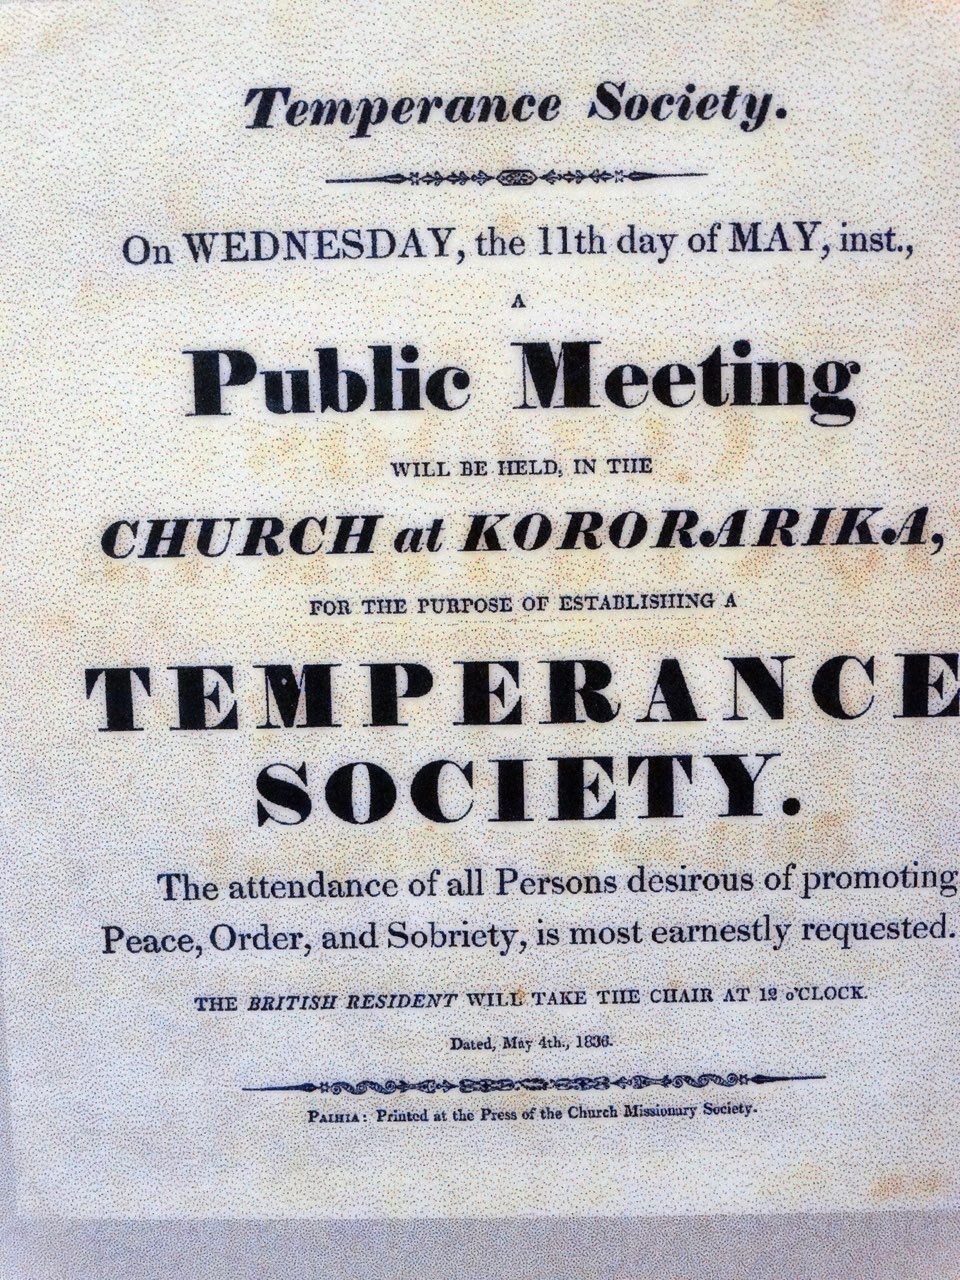 Temperance Society.
On WEDNESDAY, the 11th day of MAY, inst.,
A
Public Meeting
WILL BE HELD, IN THE
CHURCH at KORORARIKA,
FOR THE PURPOSE OF ESTABLISHING A
TEMPERANCE
SOCIETY.
The attendance of all Persons desirous of promoting
Peace, Order, and Sobriety, is most earnestly requested.
THE BRITISH RESIDENT WILL TAKE THE CHAIR AT 12 o'CLOCK.
Dated, May 4th., 1836.
PAIHIA: Printed at the Press of the Church Missionary Society.